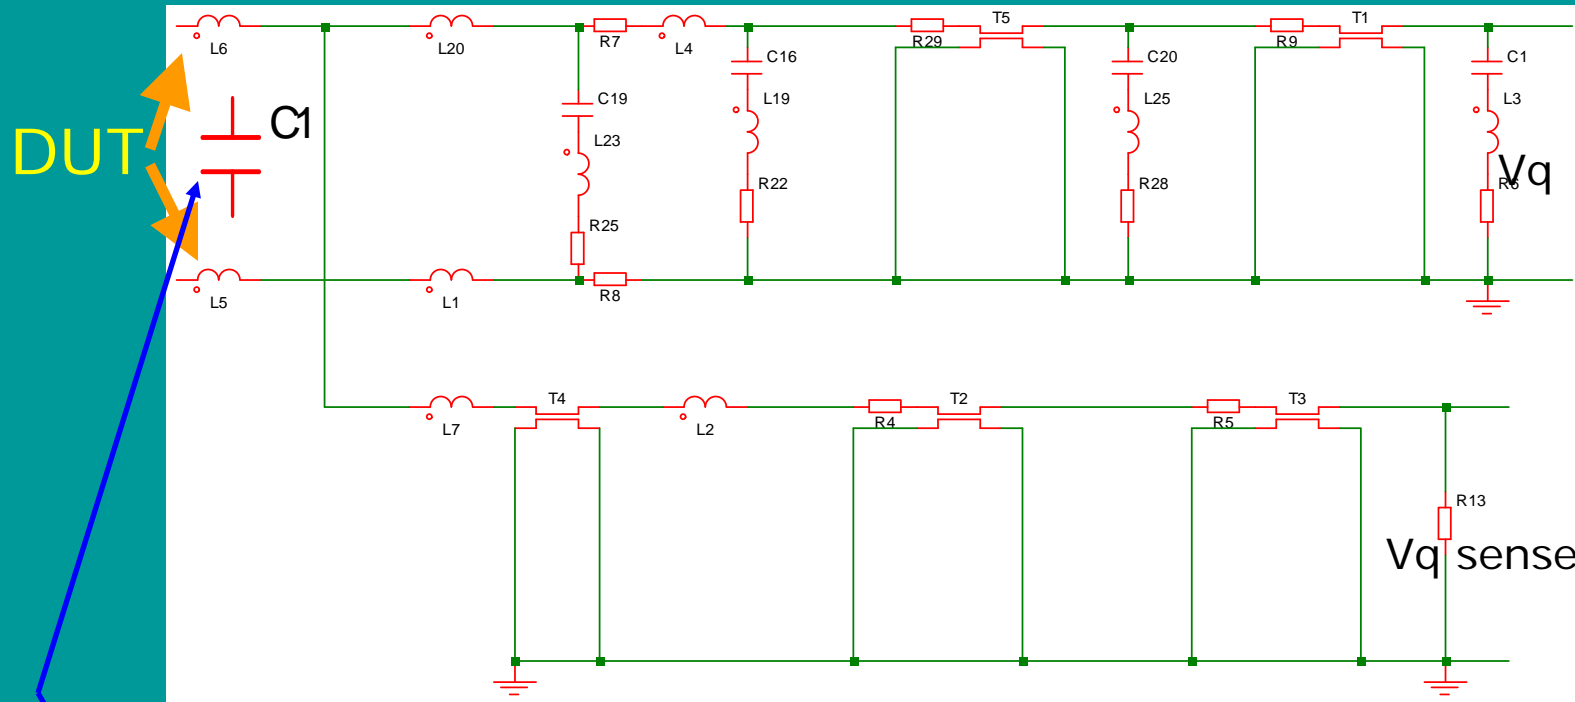 T5
T1
L6
L20
R7
L4
R29
R9
C16
C20
C1
C19
L19
L25
L3
DUT
C1
L23
R22
R28
R6
Vq
R25
L5
L1
R8
T4
T2
T3
L7
L2
R4
R5
R13
Vq sense